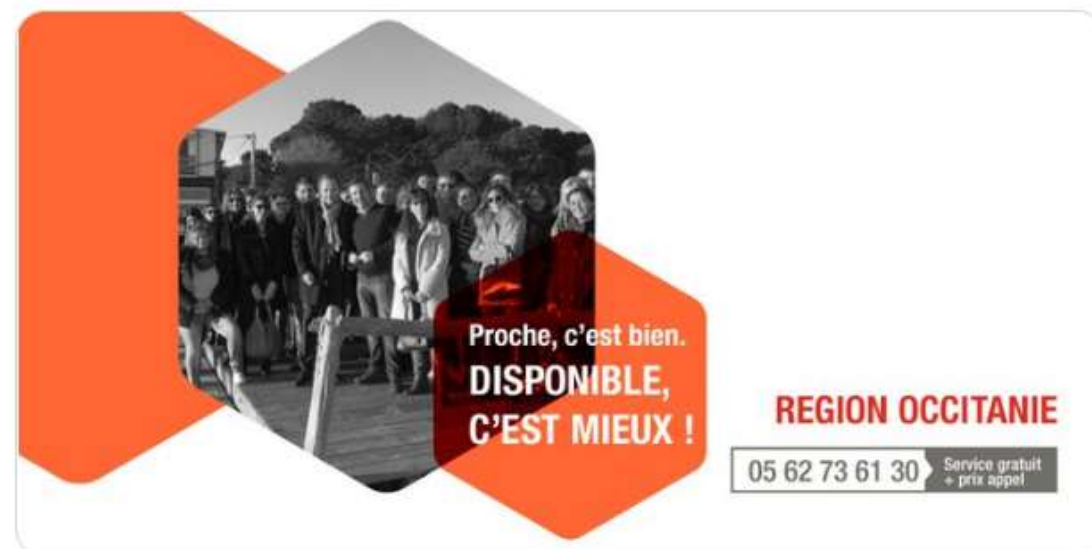 Proche, c'est bien.
DISPONIBLE,
C'EST MIEUX !
REGION OCCITANIE
05 62 73 61 30
Service gratuit
+ prix appel